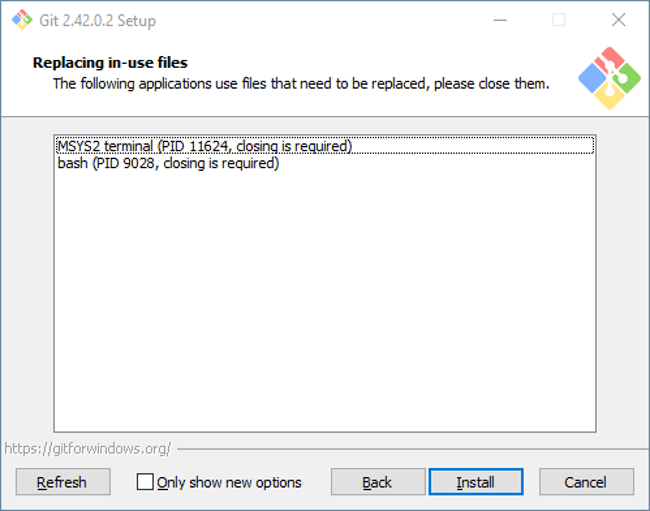 Git 2.42.0.2 Setup
Replacing in-use files
The following applications use files that need to be replaced, please close them.
MSYS2 terminal (PID 11624, closing is required)
bash (PID 9028, closing is required)
https://gitforwindows.org/
Refresh
Only show new options
Back
Install
Cancel